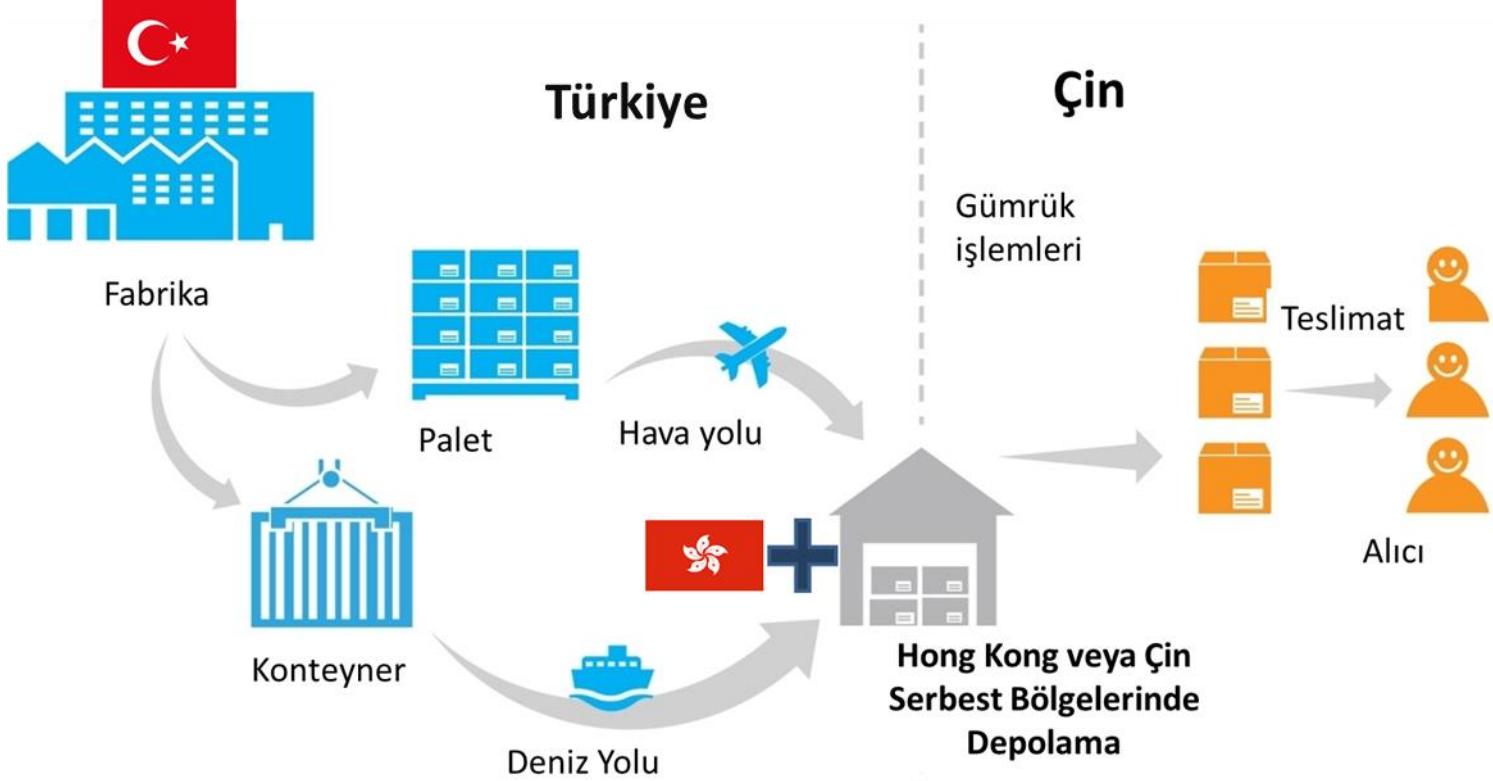 Türkiye
Çin
Gümrük
işlemleri
Fabrika
Teslimat
Palet
Hava yolu
Alıcı
Konteyner
Hong Kong veya Çin
Serbest Bölgelerinde
Depolama
Deniz Yolu